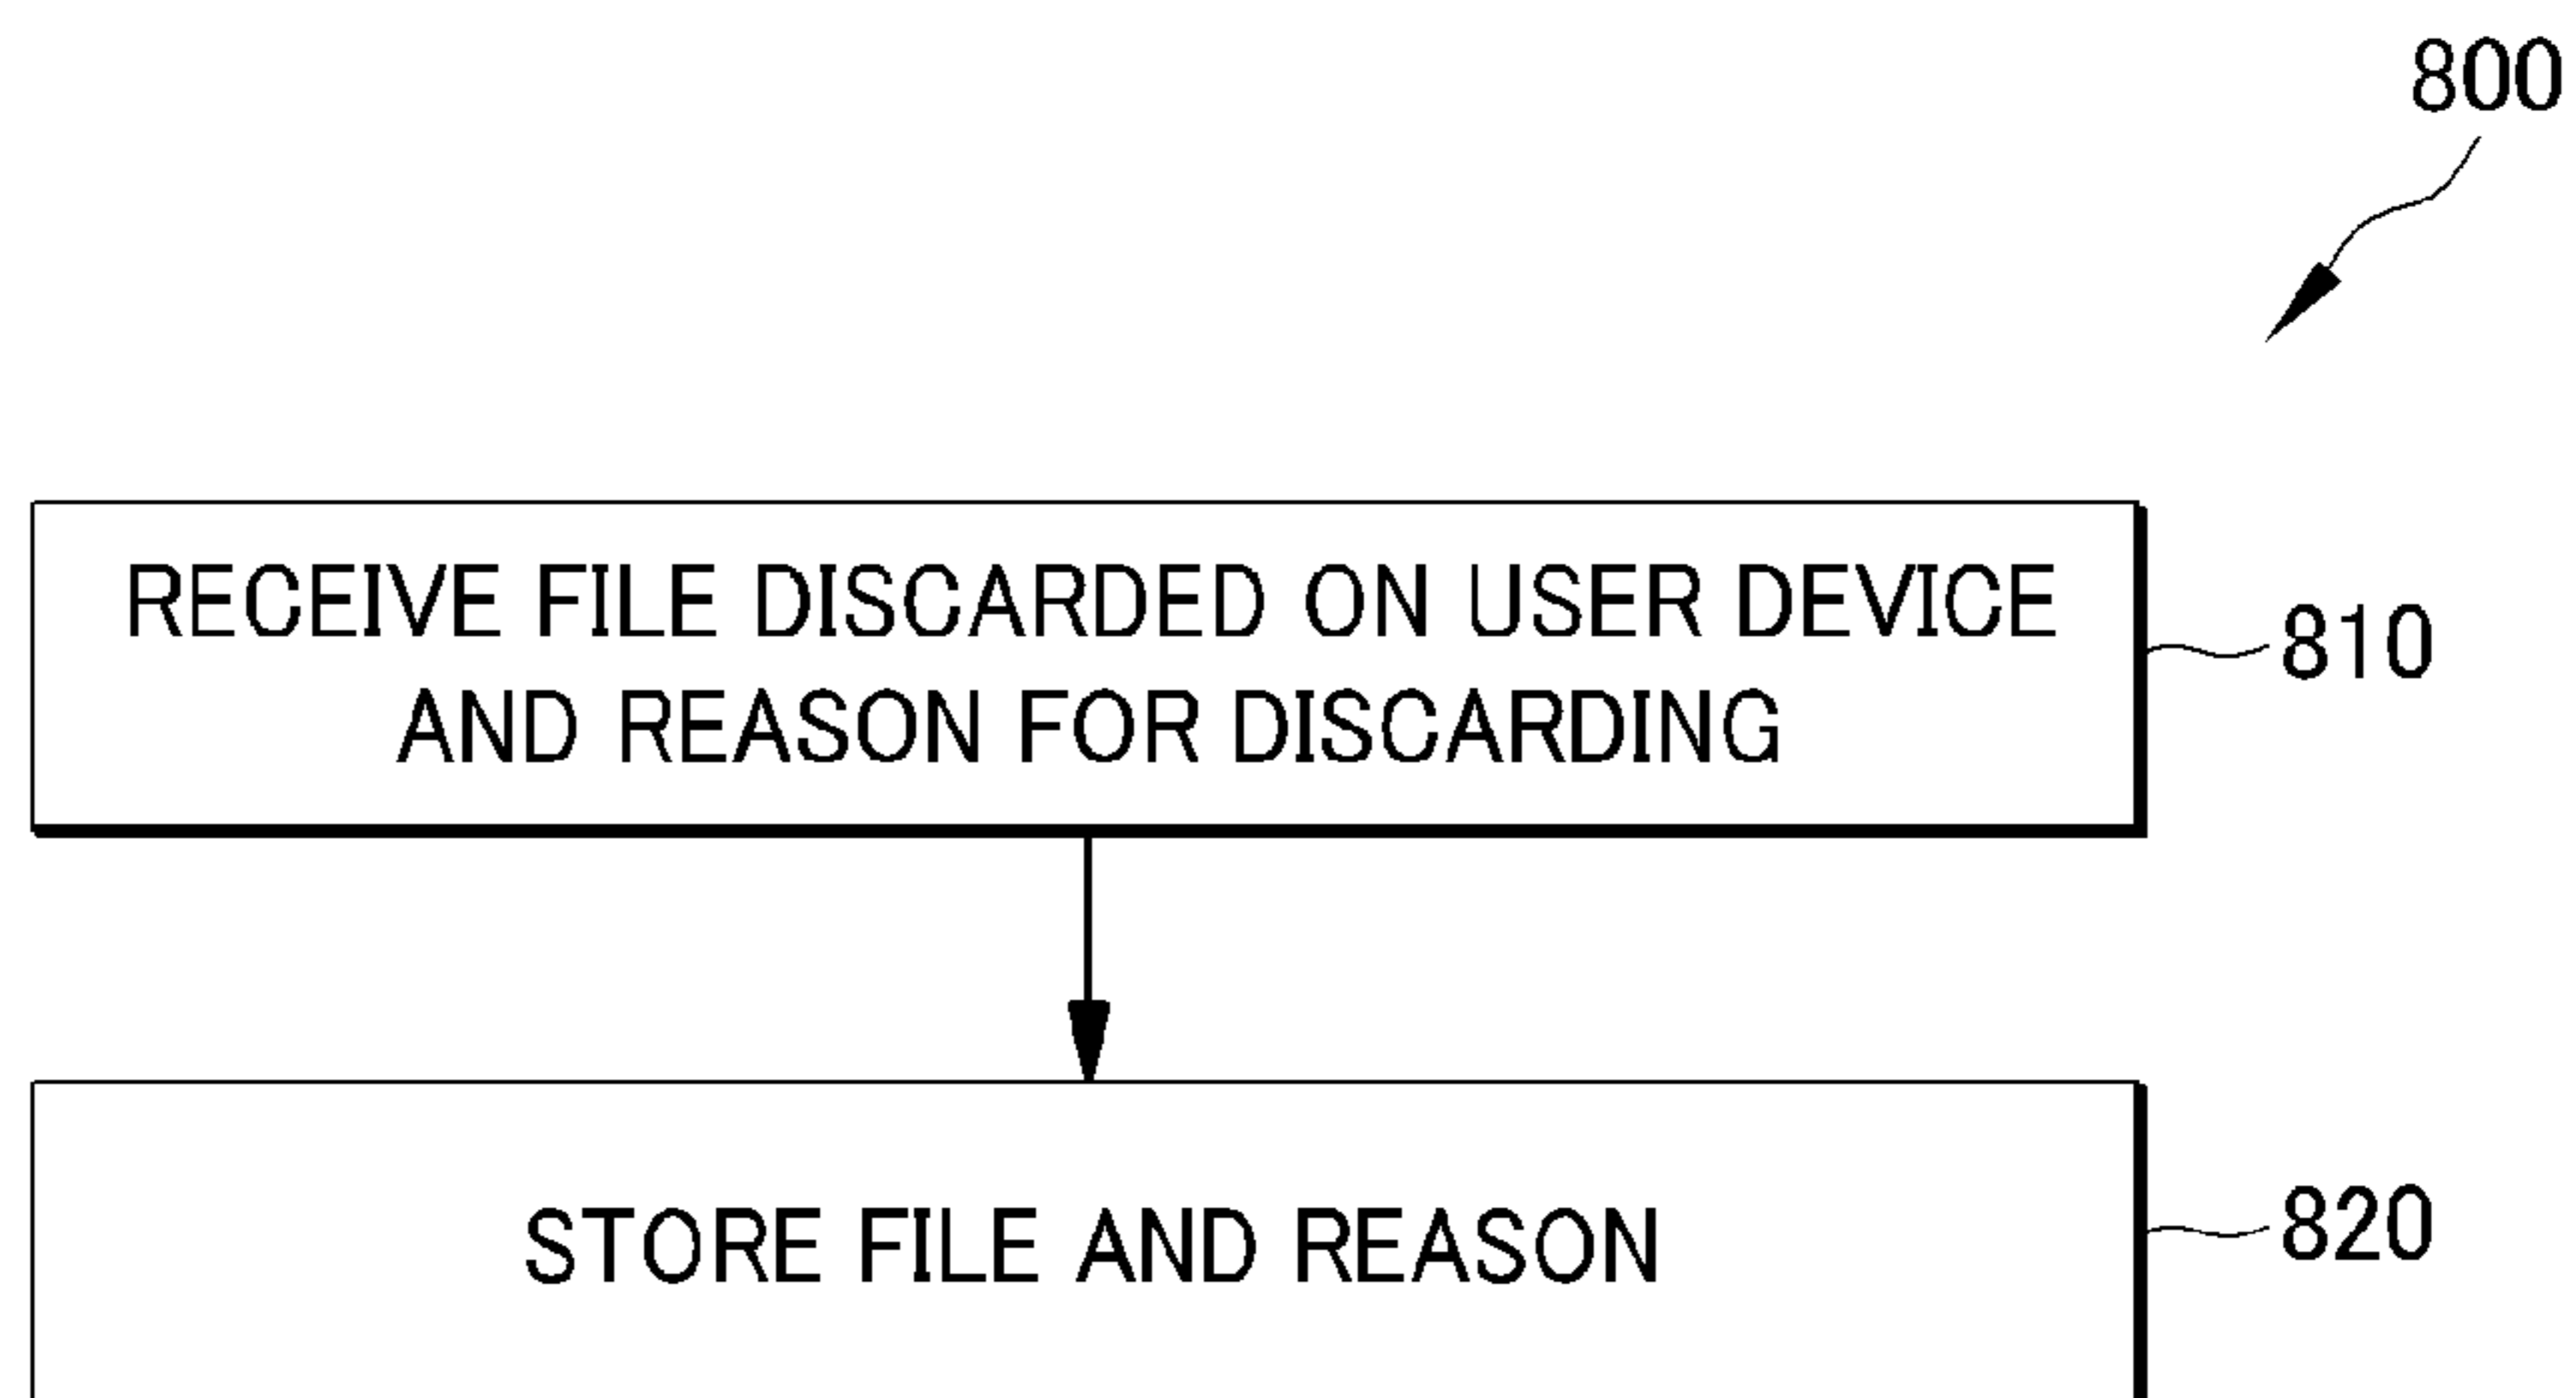 800
RECEIVE FILE DISCARDED ON USER DEVICE
AND REASON FOR DISCARDING
810
STORE FILE AND REASON
820